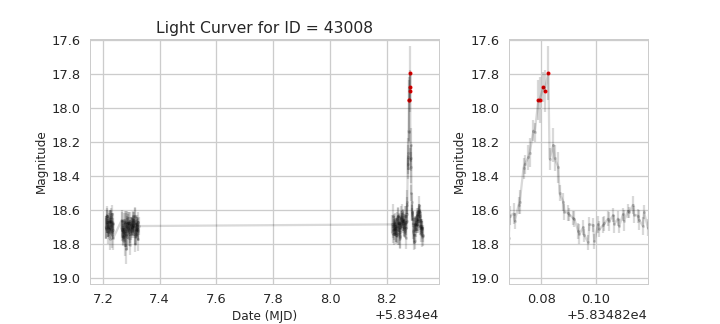 Light Curver for ID = 43008
Magnitude
17.6
17.8
18.0
18.2
18.4
18.6
18.8
19.0
7.2 7.4 7.6 7.8 8.0 8.2
Date (MJD) +5.834e4
Magnitude
17.6
17.8
18.0
18.2
18.4
18.6
18.8
19.0
0.08 0.10
+5.83482e4